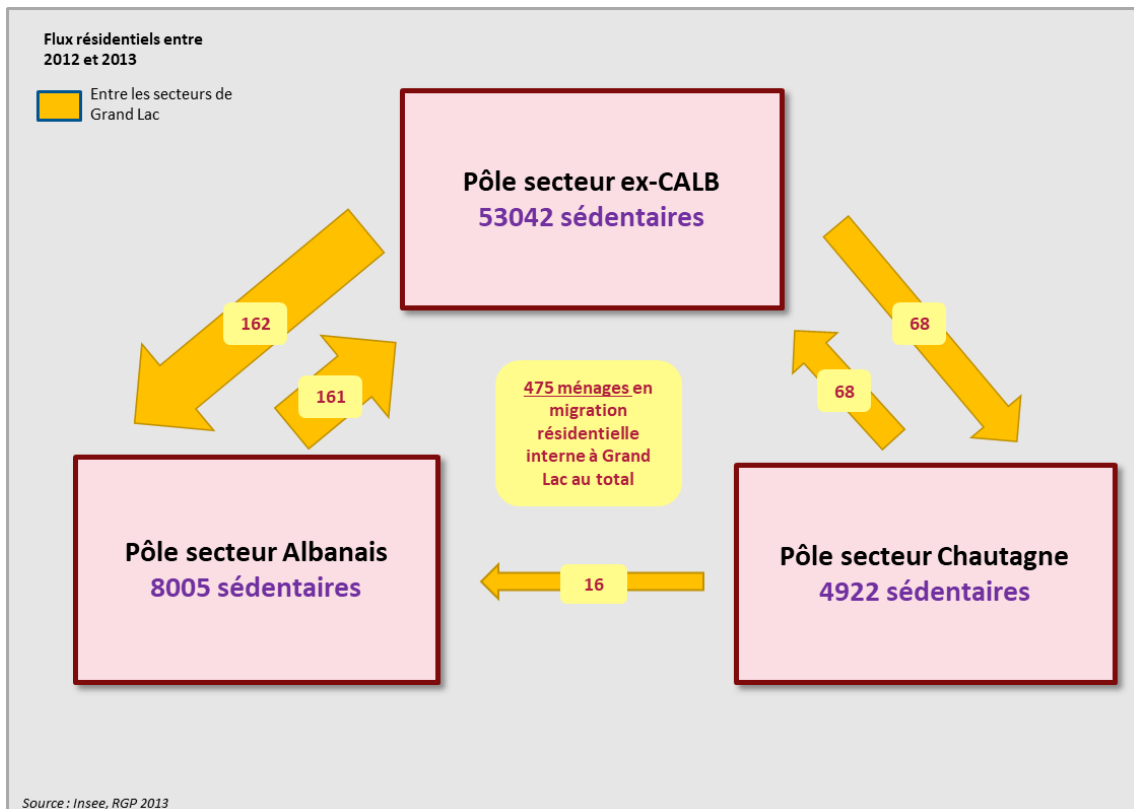 Flux résidentiels entre
2012 et 2013
Entre les secteurs de
Grand Lac
Pôle secteur ex-CALB
53042 sédentaires
162
68
161
68
475 ménages en
migration
résidentielle
interne à Grand
Lac au total
Pôle secteur Albanais
8005 sédentaires
16
Pôle secteur Chautagne
4922 sédentaires
Source : Insee, RGP 2013